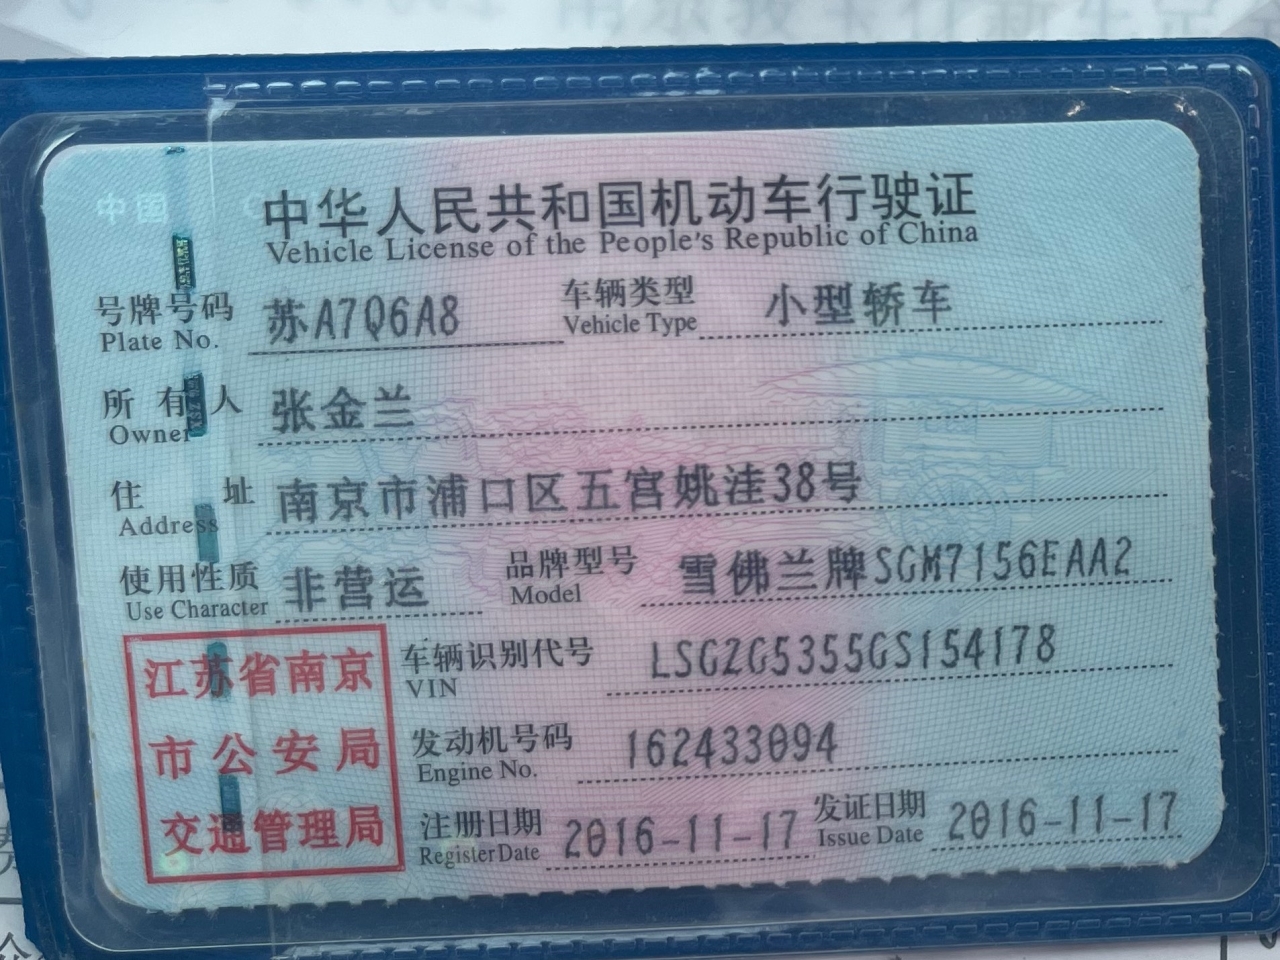 中国
中华人民共和国机动车行驶证
Vehicle License of the People's Republic of China
号牌号码 苏A7Q6A8 车辆类型 小型轿车
Plate No. Vehicle Type
所有人 张金兰
Owner
住址 南京市浦口区五宫姚洼38号
Address
使用性质 非营运 品牌型号 雪佛兰牌SGM7156EAA2
Use Character Model
江苏省南京
市公安局
交通管理局
车辆识别代号 LSG2G5355GS154178
VIN
发动机号码 162433094
Engine No.
注册日期 2016-11-17 发证日期 2016-11-17
Register Date Issue Date